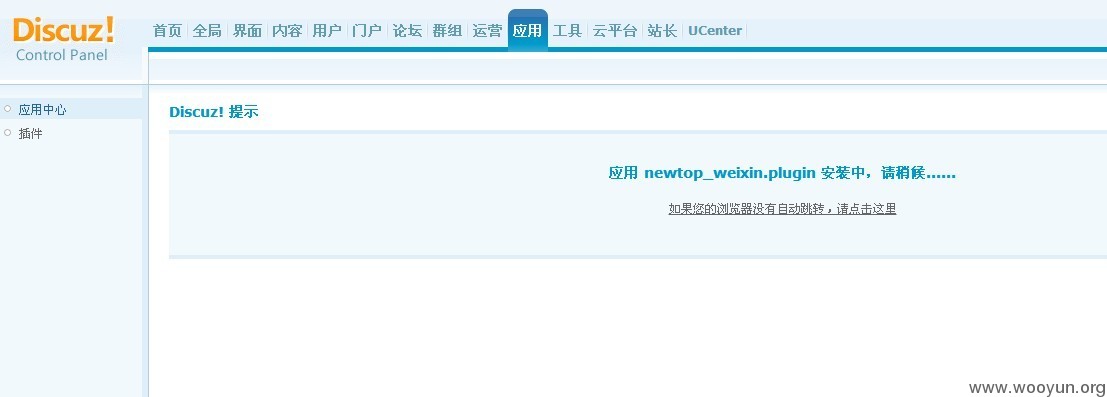 Discuz!
Control Panel
首页 全局 界面 内容 用户 门户 论坛 群组 运营 应用 工具 云平台 站长 UCenter
应用中心
插件
Discuz! 提示
应用 newtop_weixin.plugin 安装中，请稍候......
如果您的浏览器没有自动跳转，请点击这里
www.wooyun.org